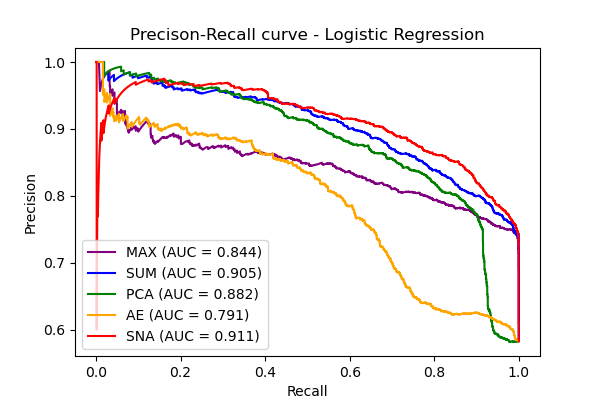 Precison-Recall curve - Logistic Regression
1.0
0.9
0.8
0.7
0.6
Precision
MAX (AUC = 0.844)
SUM (AUC = 0.905)
PCA (AUC = 0.882)
AE (AUC = 0.791)
SNA (AUC = 0.911)
0.0 0.2 0.4 0.6 0.8 1.0
Recall